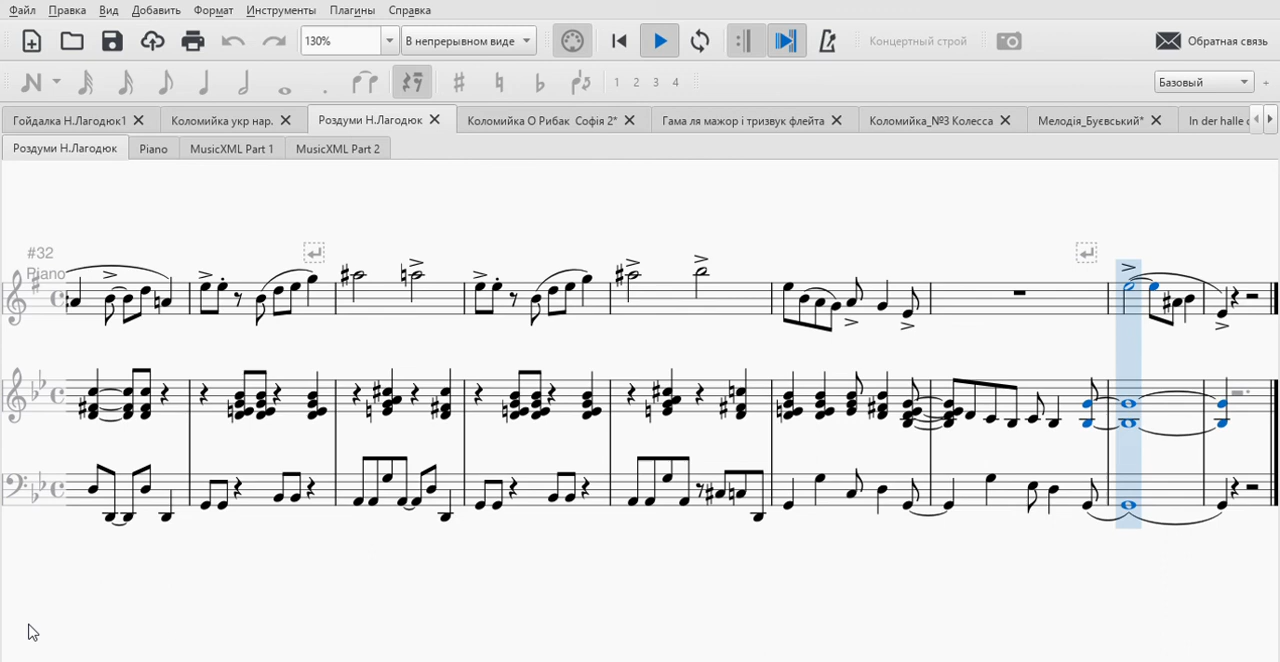 Файл Правка Вид Добавить Формат Инструменты Плагины Справка
130% В непрерывном виде Концертный строй Обратная связь
1 2 3 4 Базовый
Гойдалка Н.Лагодюк1 Коломийка укр нар. Роздуми Н.Лагодюк Коломийка О Рибак Софія 2* Гама ля мажор і тризвук флейта Коломийка_№3 Колесса Мелодія_Буєвський* In der halle
Роздуми Н.Лагодюк Piano MusicXML Part 1 MusicXML Part 2
#32
Piano